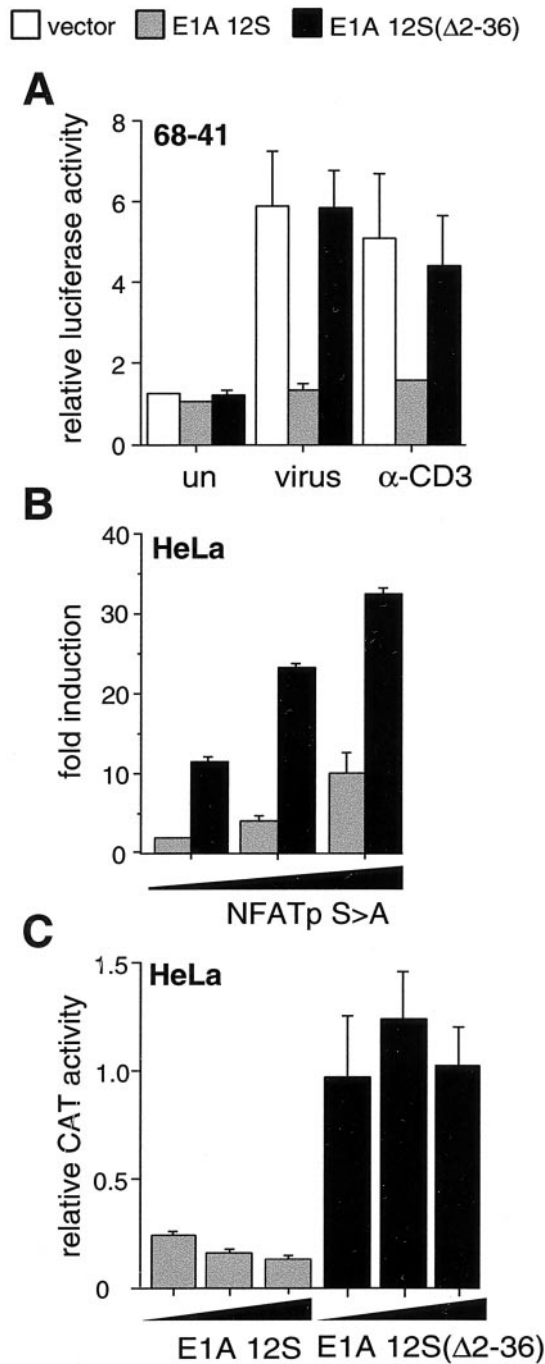 vector E1A 12S E1A 12S(Δ2-36)
A
68-41
relative luciferase activity
8
6
4
2
0
un virus α-CD3
B
HeLa
fold induction
40
30
20
10
0
NFATp S>A
C
HeLa
relative CAT activity
1.5
1.0
0.5
0
E1A 12S E1A 12S(Δ2-36)